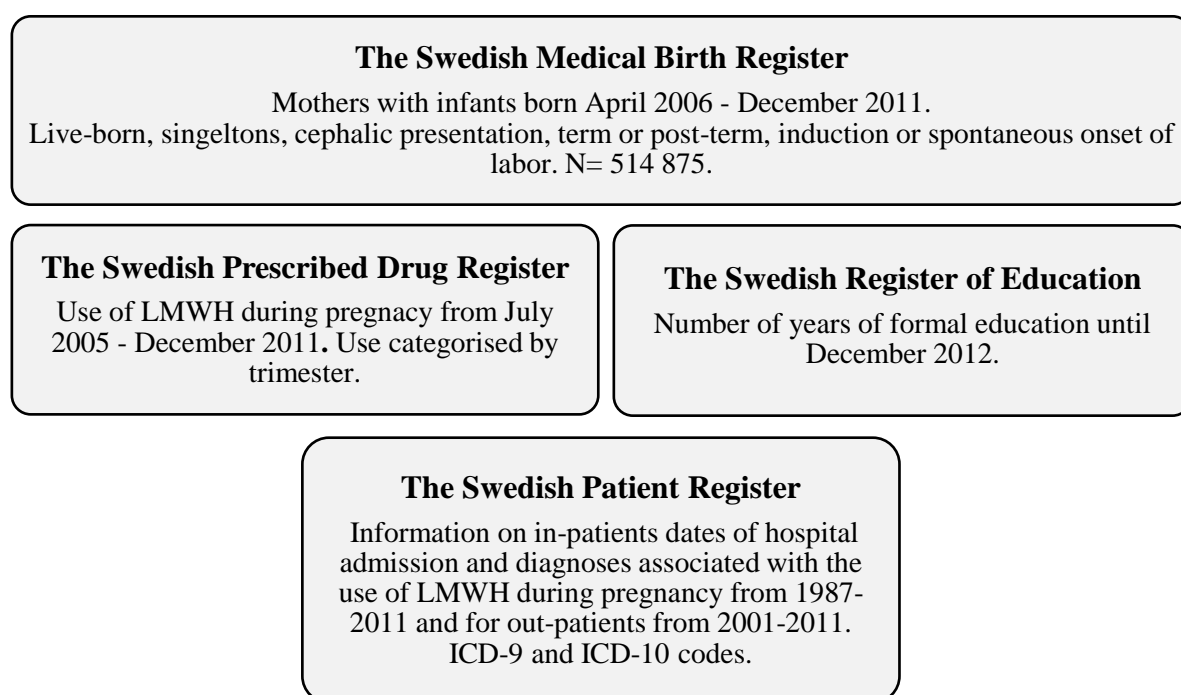 The Swedish Medical Birth Register
Mothers with infants born April 2006 - December 2011.
Live-born, singeltons, cephalic presentation, term or post-term, induction or spontaneous onset of
labor. N= 514 875.
The Swedish Prescribed Drug Register
Use of LMWH during pregnacy from July
2005 - December 2011. Use categorised by
trimester.
The Swedish Register of Education
Number of years of formal education until
December 2012.
The Swedish Patient Register
Information on in-patients dates of hospital
admission and diagnoses associated with the
use of LMWH during pregnancy from 1987-
2011 and for out-patients from 2001-2011.
ICD-9 and ICD-10 codes.